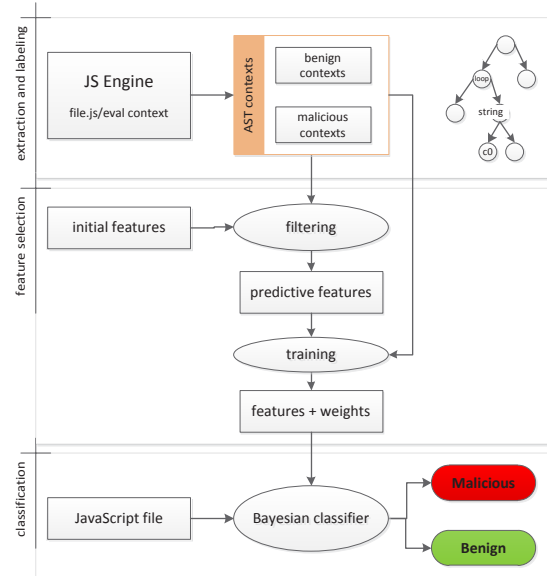 extraction and labeling
JS Engine
file.js/eval context
AST contexts
benign
contexts
malicious
contexts
loop
string
c0
feature selection
initial features
filtering
predictive features
training
features + weights
classification
JavaScript file
Bayesian classifier
Malicious
Benign